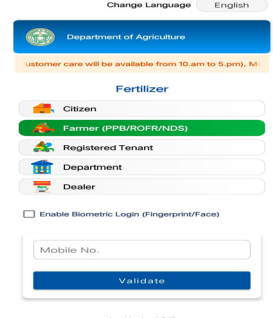 Change Language English
Department of Agriculture
ustomer care will be available from 10.am to 5.pm), M
Fertilizer
Citizen
Farmer (PPB/ROFR/NDS)
Registered Tenant
Department
Dealer
Enable Biometric Login (Fingerprint/Face)
Mobile No.
Validate